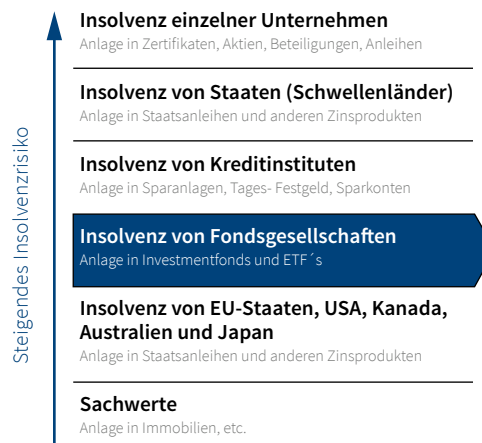 Steigendes Insolvenzrisiko
Insolvenz einzelner Unternehmen
Anlage in Zertifikaten, Aktien, Beteiligungen, Anleihen
Insolvenz von Staaten (Schwellenländer)
Anlage in Staatsanleihen und anderen Zinsprodukten
Insolvenz von Kreditinstituten
Anlage in Sparanlagen, Tages- Festgeld, Sparkonten
Insolvenz von Fondsgesellschaften
Anlage in Investmentfonds und ETF´s
Insolvenz von EU-Staaten, USA, Kanada,
Australien und Japan
Anlage in Staatsanleihen und anderen Zinsprodukten
Sachwerte
Anlage in Immobilien, etc.